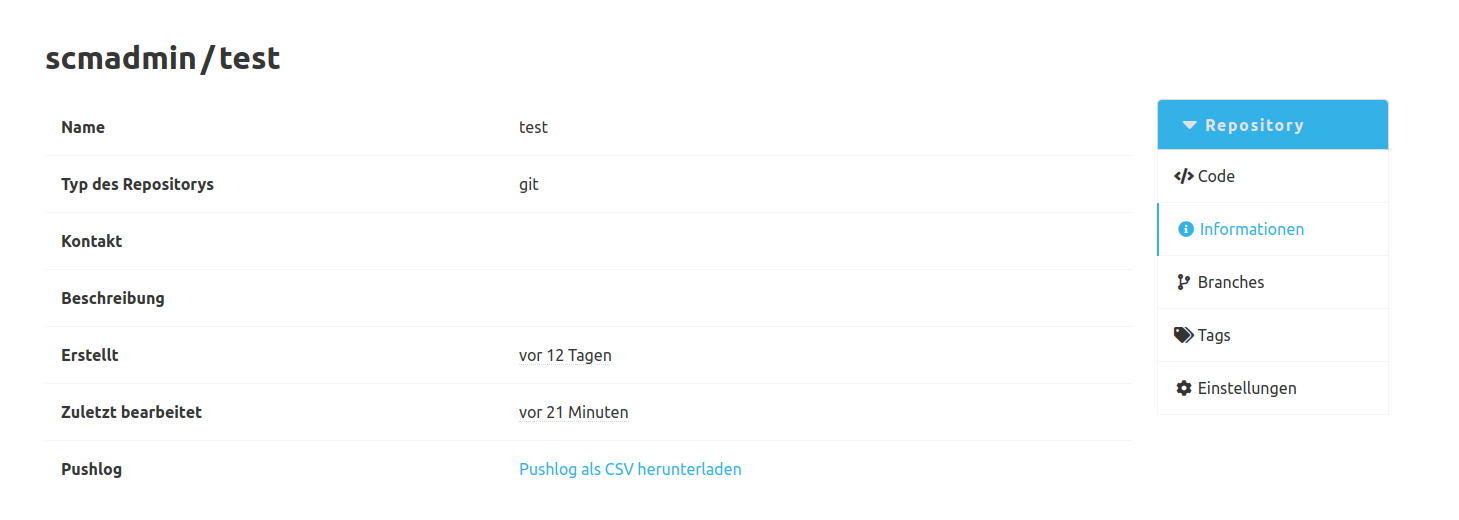 scmadmin/test
Name test
Typ des Repositorys git
Kontakt
Beschreibung
Erstellt vor 12 Tagen
Zuletzt bearbeitet vor 21 Minuten
Pushlog Pushlog als CSV herunterladen
Repository
Code
Informationen
Branches
Tags
Einstellungen